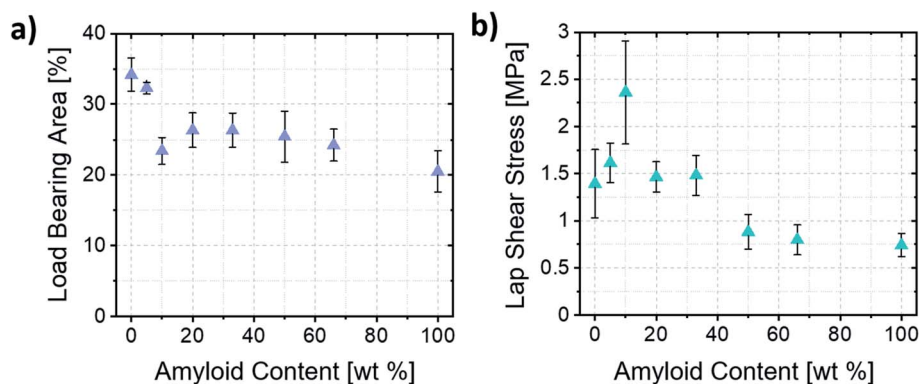 a)
Load Bearing Area [%]
40
30
20
10
0
0 20 40 60 80 100
Amyloid Content [wt %]
b)
Lap Shear Stress [MPa]
3
2.5
2
1.5
1
0.5
0
0 20 40 60 80 100
Amyloid Content [wt %]